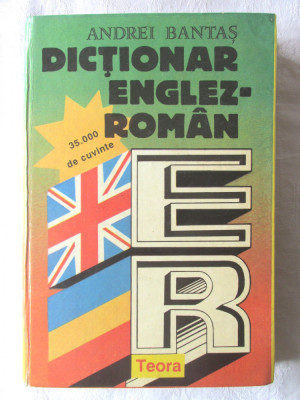 ANDREI BANTAȘ
DICȚIONAR
ENGLEZ-
ROMÂN
35.000
de cuvinte
E
R
Teora